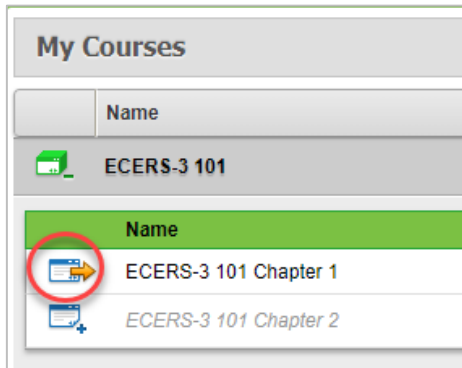 My Courses
Name
ECERS-3 101
Name
ECERS-3 101 Chapter 1
ECERS-3 101 Chapter 2